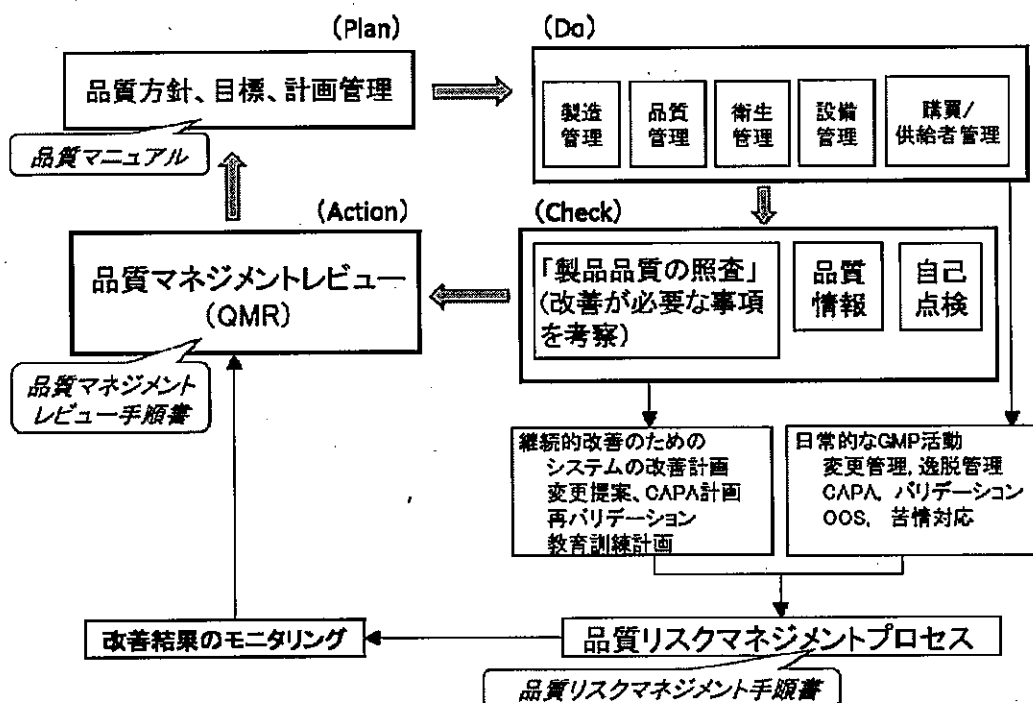 (Plan)
品質方針、目標、計画管理
品質マニュアル
(Do)
製造
管理
品質
管理
衛生
管理
設備
管理
購買/
供給者管理
(Action)
品質マネジメントレビュー
(QMR)
品質マネジメント
レビュー手順書
(Check)
「製品品質の照査」
(改善が必要な事項
を考察)
品質
情報
自己
点検
継続的改善のための
システムの改善計画
変更提案、CAPA計画
再バリデーション
教育訓練計画
日常的なGMP活動
変更管理, 逸脱管理
CAPA, バリデーション
OOS, 苦情対応
改善結果のモニタリング
品質リスクマネジメントプロセス
品質リスクマネジメント手順書